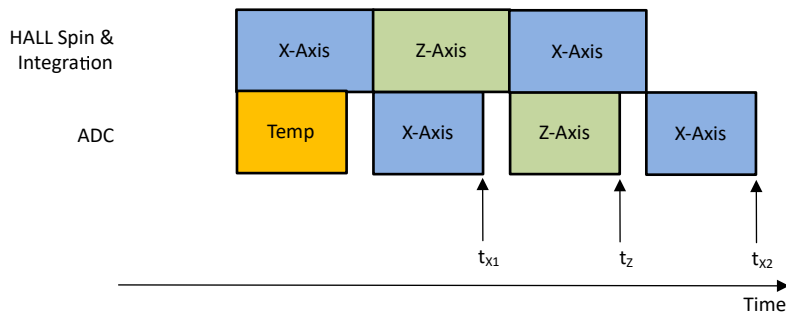 HALL Spin &
Integration
X-Axis
Z-Axis
X-Axis
ADC
Temp
X-Axis
Z-Axis
X-Axis
tX1
tZ
tX2
Time